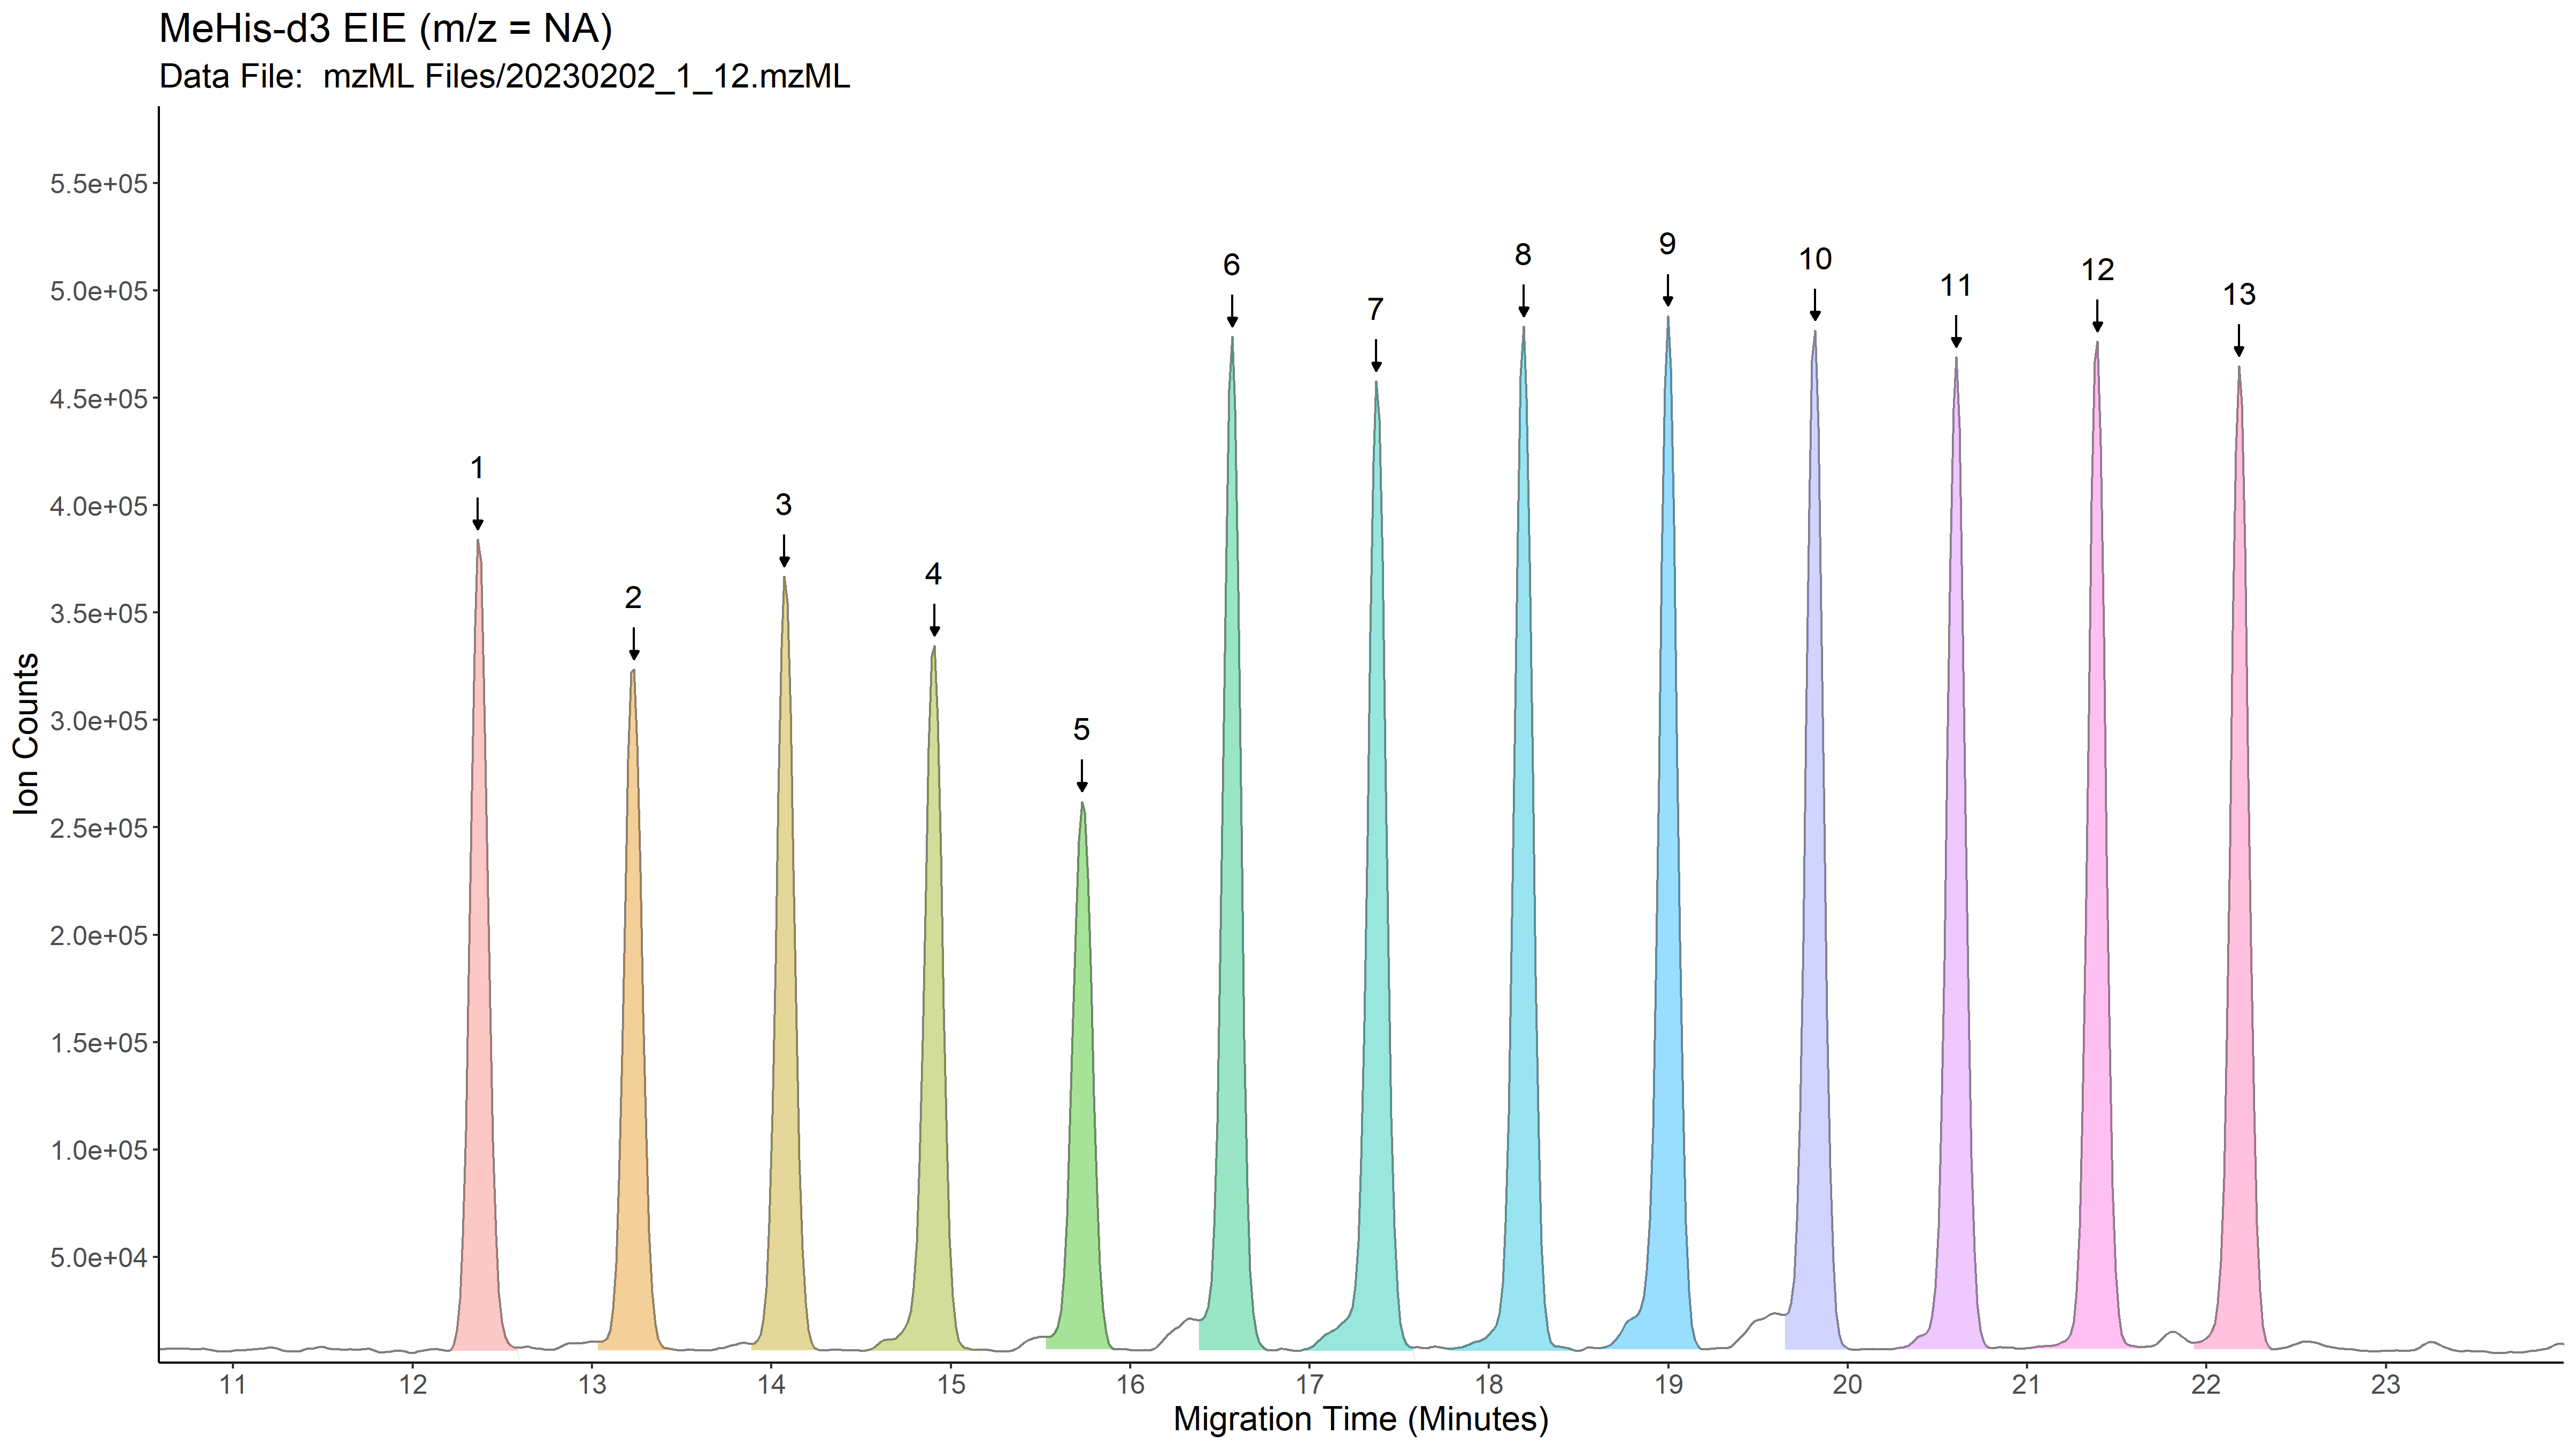 MeHis-d3 EIE (m/z = NA)
Data File:  mzML Files/20230202_1_12.mzML
5.5e+05
5.0e+05
4.5e+05
4.0e+05
3.5e+05
3.0e+05
2.5e+05
2.0e+05
1.5e+05
1.0e+05
5.0e+04
Ion Counts
1
2
3
4
5
6
7
8
9
10
11
12
13
11 12 13 14 15 16 17 18 19 20 21 22 23
Migration Time (Minutes)